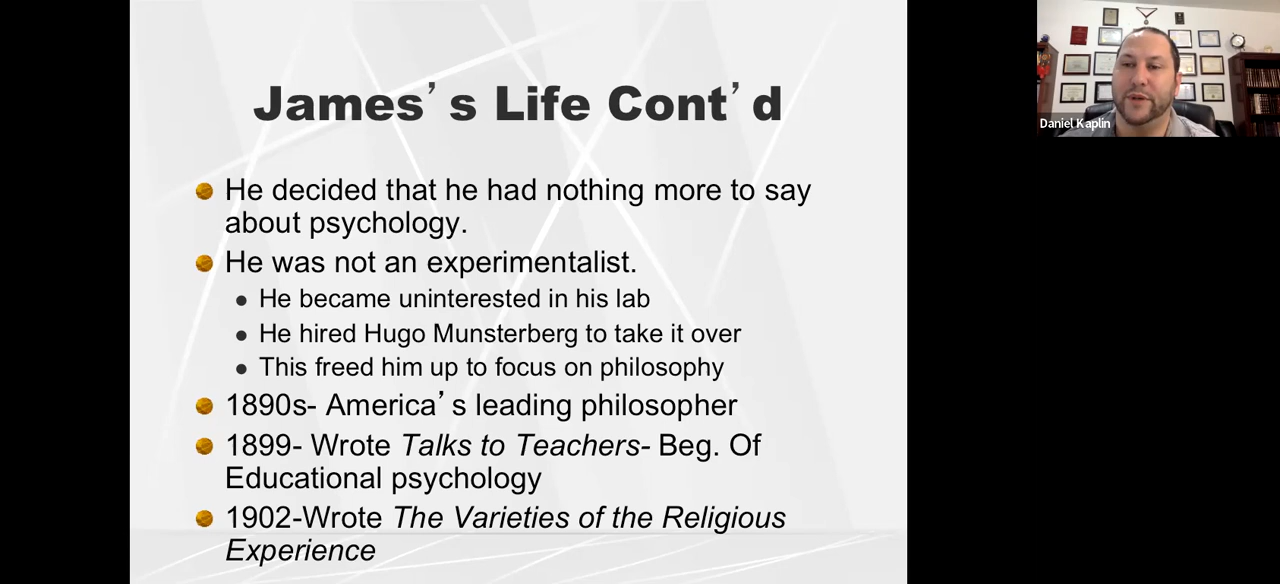 James’s Life Cont’d
He decided that he had nothing more to say
about psychology.
He was not an experimentalist.
He became uninterested in his lab
He hired Hugo Munsterberg to take it over
This freed him up to focus on philosophy
1890s- America’s leading philosopher
1899- Wrote Talks to Teachers- Beg. Of
Educational psychology
1902-Wrote The Varieties of the Religious
Experience
Daniel Kaplin